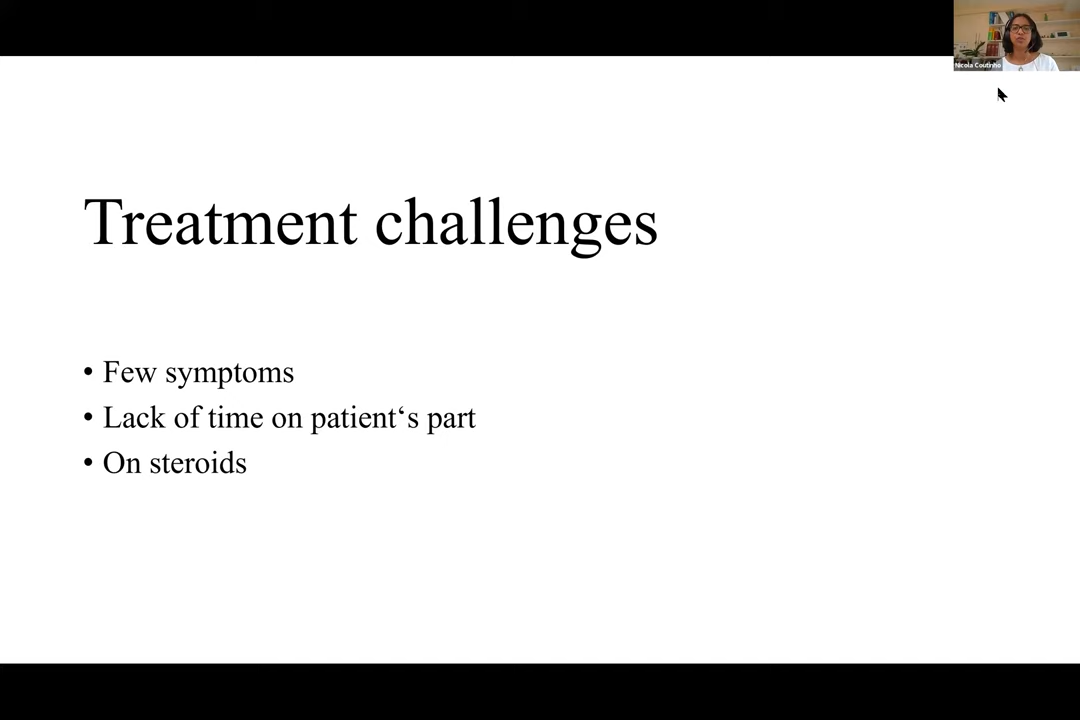 Nicola Coutinho
Treatment challenges
• Few symptoms
• Lack of time on patient‘s part
• On steroids